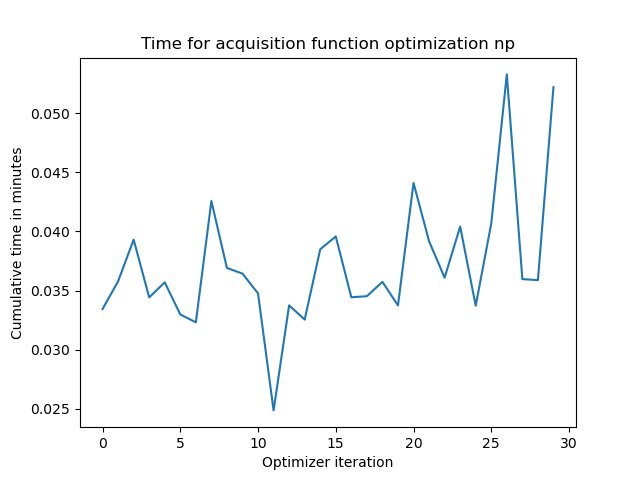 Time for acquisition function optimization np
Cumulative time in minutes
0.050
0.045
0.040
0.035
0.030
0.025
0 5 10 15 20 25 30
Optimizer iteration